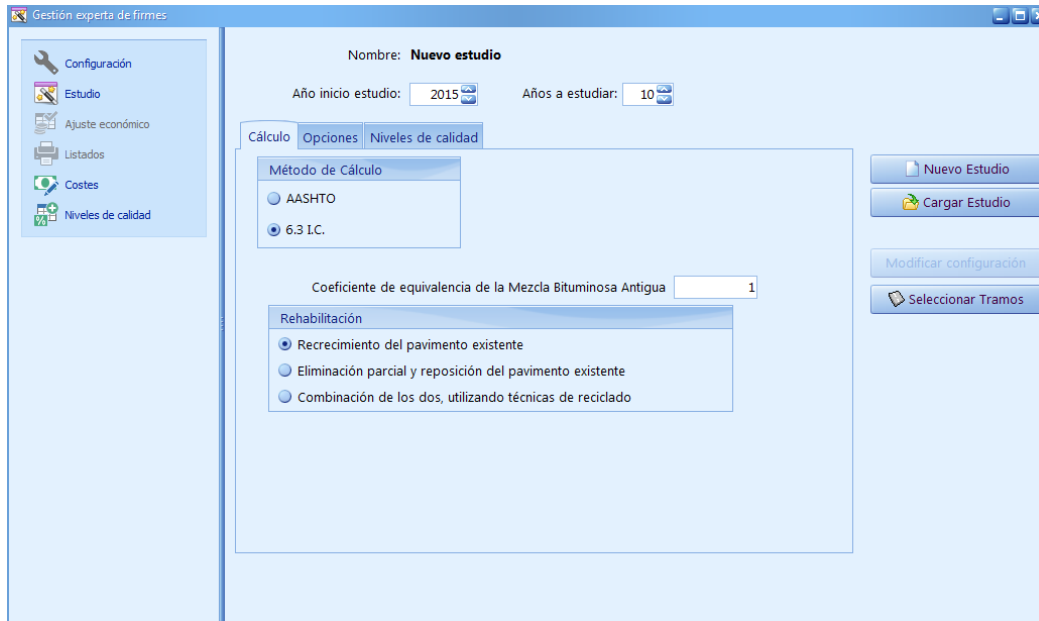 Gestión experta de firmes
Configuración
Estudio
Ajuste económico
Listados
Costes
Niveles de calidad
Nombre: Nuevo estudio
Año inicio estudio: 2015 Años a estudiar: 10
Cálculo Opciones Niveles de calidad
Método de Cálculo
AASHTO
6.3 I.C.
Coeficiente de equivalencia de la Mezcla Bituminosa Antigua 1
Rehabilitación
Recrecimiento del pavimento existente
Eliminación parcial y reposición del pavimento existente
Combinación de los dos, utilizando técnicas de reciclado
Nuevo Estudio
Cargar Estudio
Modificar configuración
Seleccionar Tramos